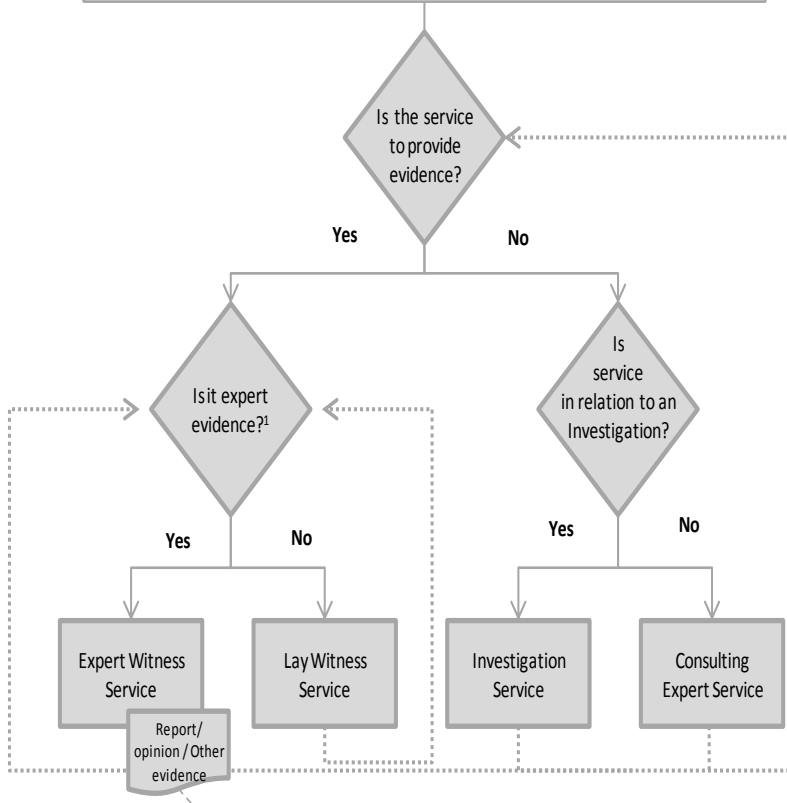 Is the service
to provide
evidence?
Yes
No
Is it expert
evidence?¹
Is
service
in relation to an
Investigation?
Yes
No
Yes
No
Expert Witness
Service
Lay Witness
Service
Investigation
Service
Consulting
Expert Service
Report/
opinion / Other
evidence